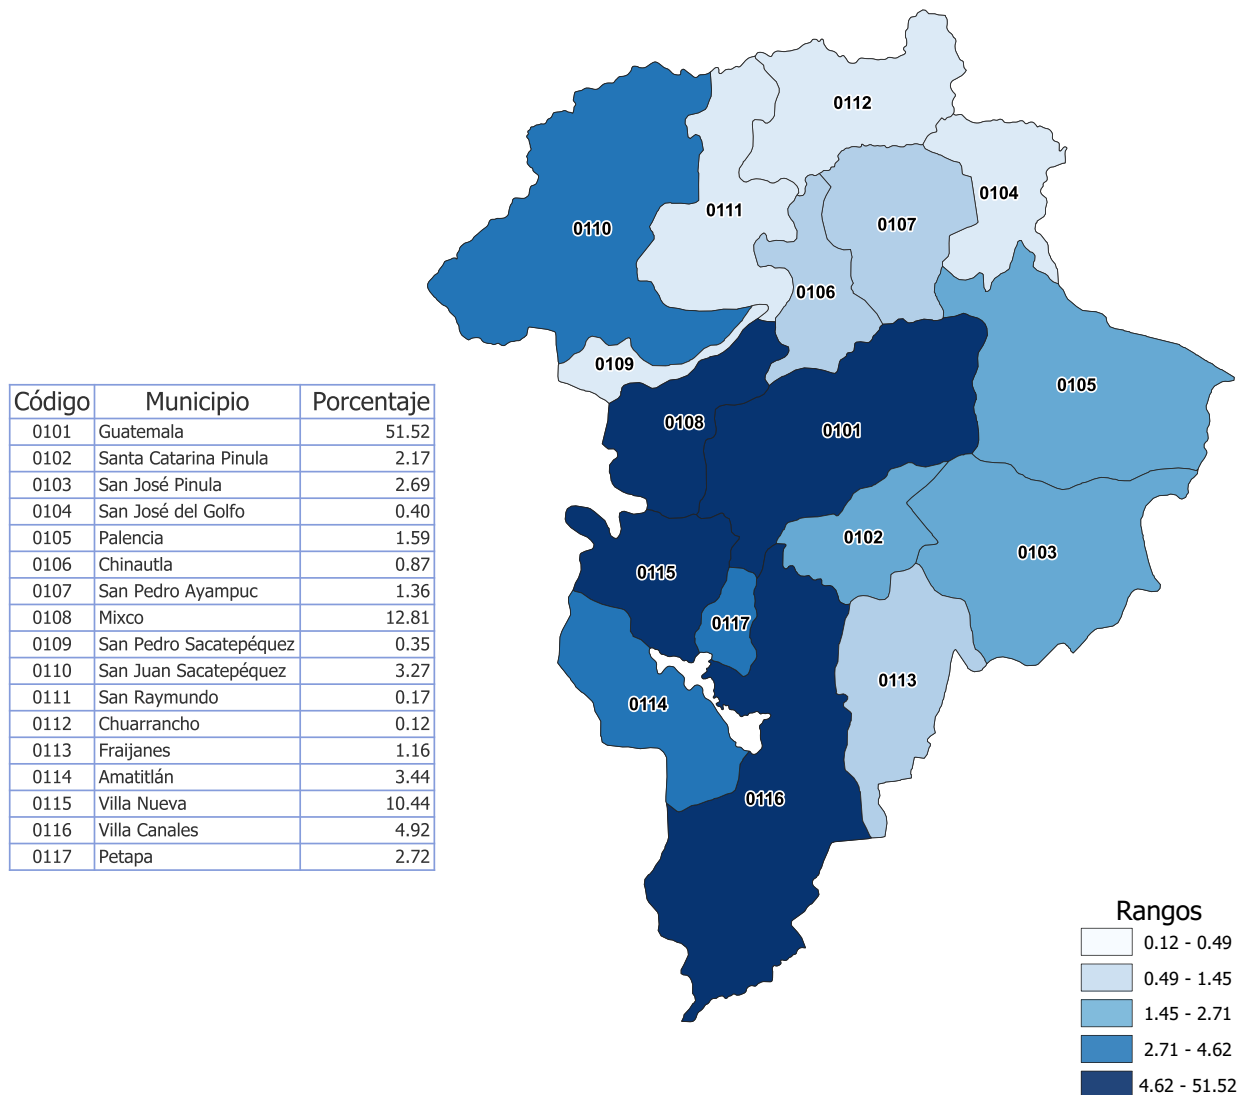 Código Municipio Porcentaje
0101 Guatemala 51.52
0102 Santa Catarina Pinula 2.17
0103 San José Pinula 2.69
0104 San José del Golfo 0.40
0105 Palencia 1.59
0106 Chinautla 0.87
0107 San Pedro Ayampuc 1.36
0108 Mixco 12.81
0109 San Pedro Sacatepéquez 0.35
0110 San Juan Sacatepéquez 3.27
0111 San Raymundo 0.17
0112 Chuarrancho 0.12
0113 Fraijanes 1.16
0114 Amatitlán 3.44
0115 Villa Nueva 10.44
0116 Villa Canales 4.92
0117 Petapa 2.72
0112
0104
0111
0107
0110
0106
0109
0105
0108
0101
0102
0103
0115
0117
0113
0114
0116
Rangos
0.12 - 0.49
0.49 - 1.45
1.45 - 2.71
2.71 - 4.62
4.62 - 51.52